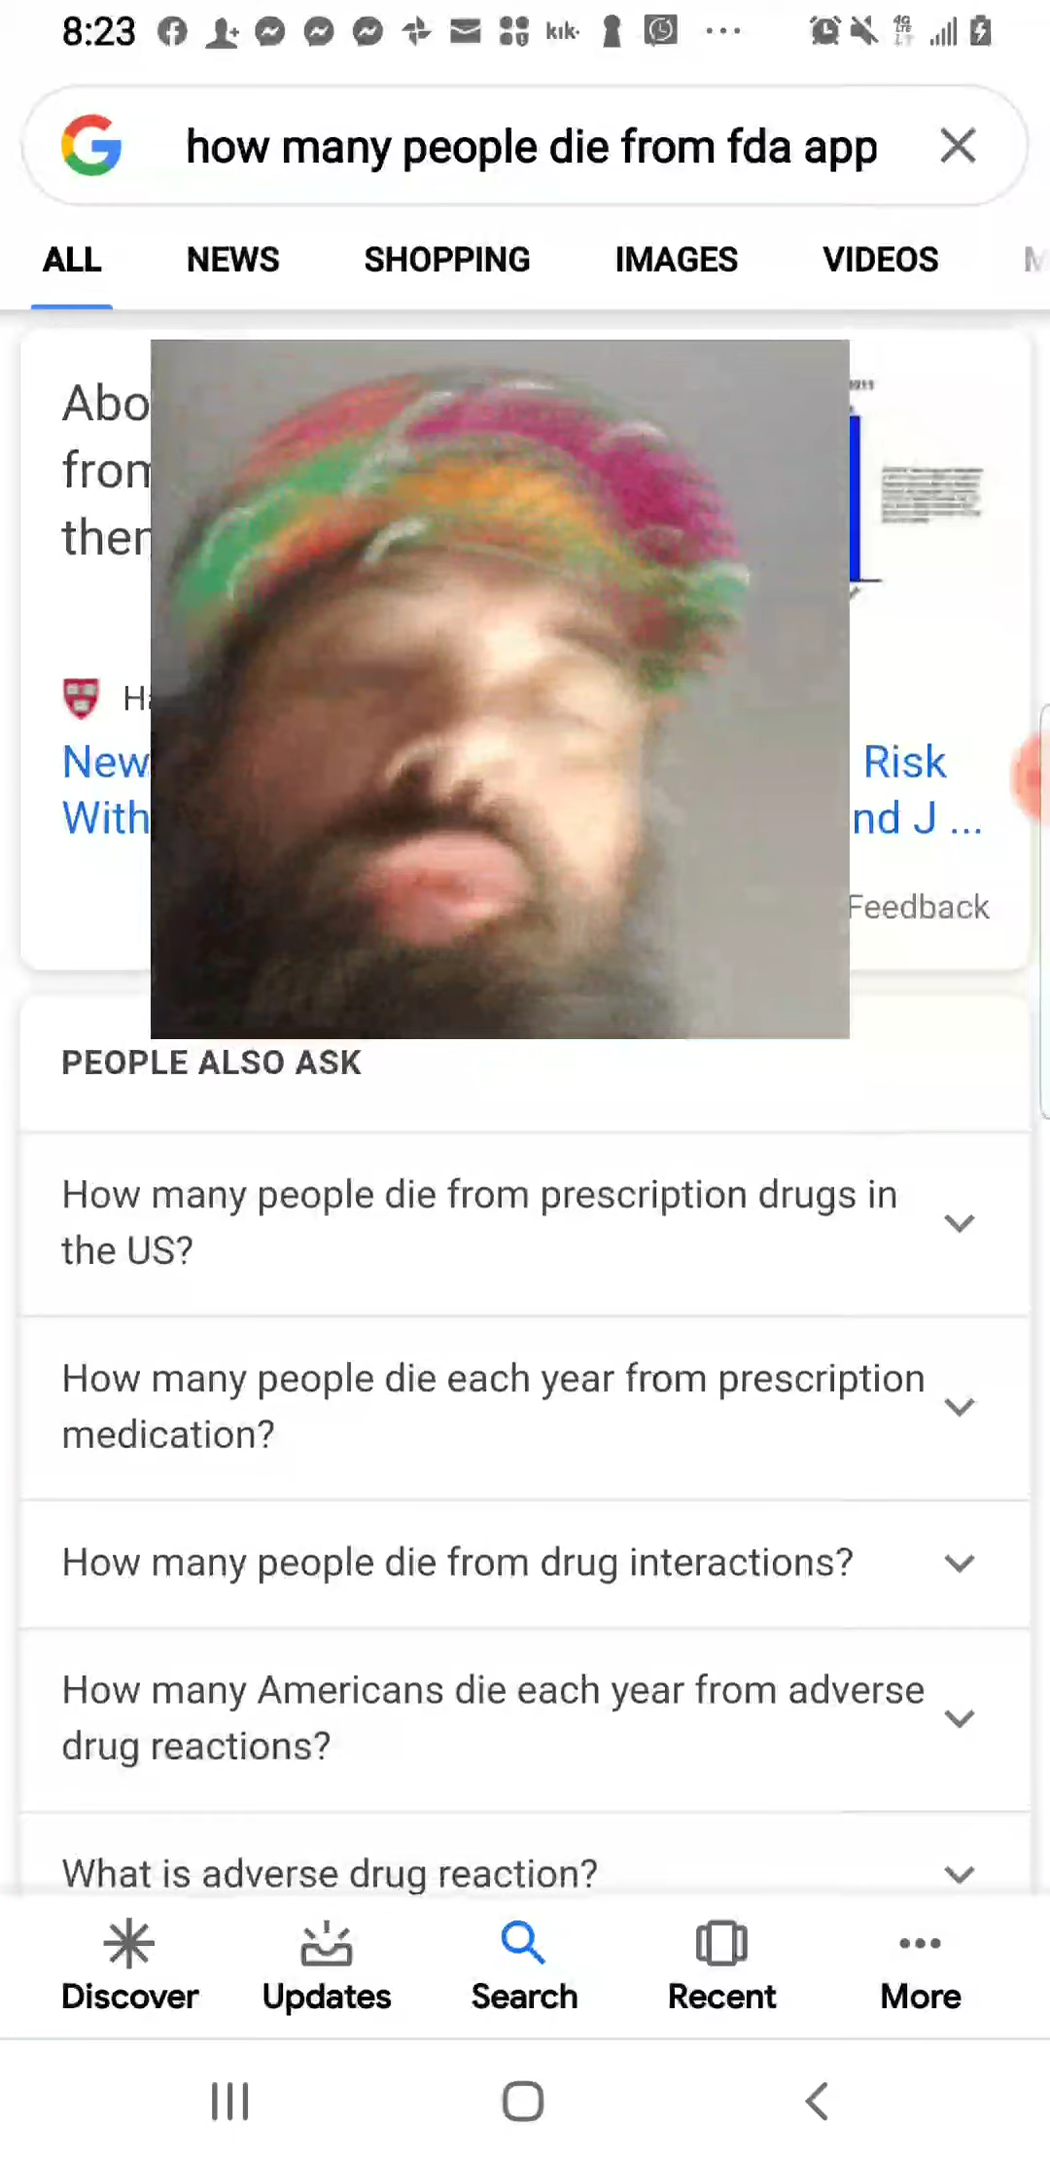 8:23 kik
how many people die from fda app
ALL NEWS SHOPPING IMAGES VIDEOS
Abo
from
then
New Risk
With nd J ...
Feedback
PEOPLE ALSO ASK
How many people die from prescription drugs in
the US?
How many people die each year from prescription
medication?
How many people die from drug interactions?
How many Americans die each year from adverse
drug reactions?
What is adverse drug reaction?
Discover Updates Search Recent More